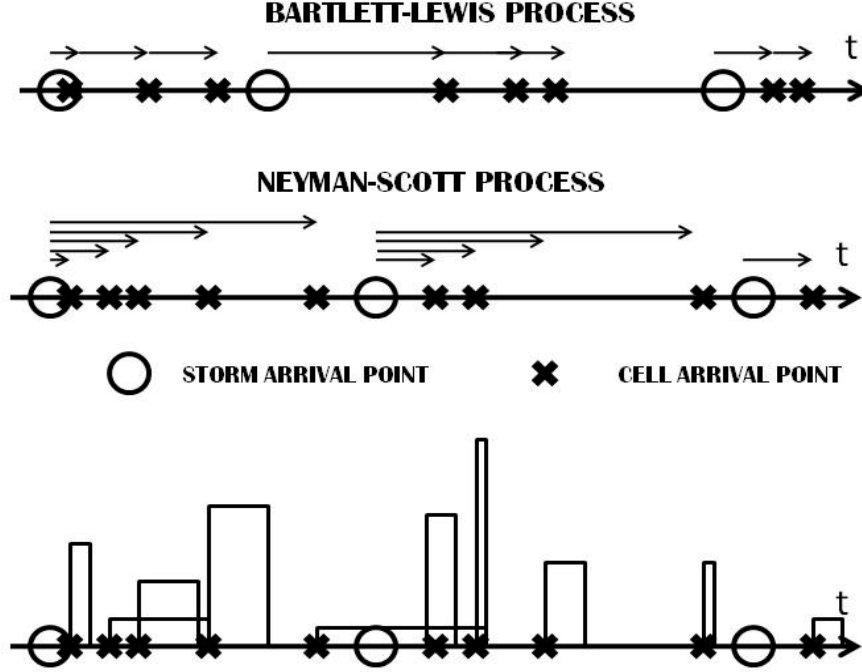 BARTLETT-LEWIS PROCESS
t
NEYMAN-SCOTT PROCESS
t
STORM ARRIVAL POINT
CELL ARRIVAL POINT
t